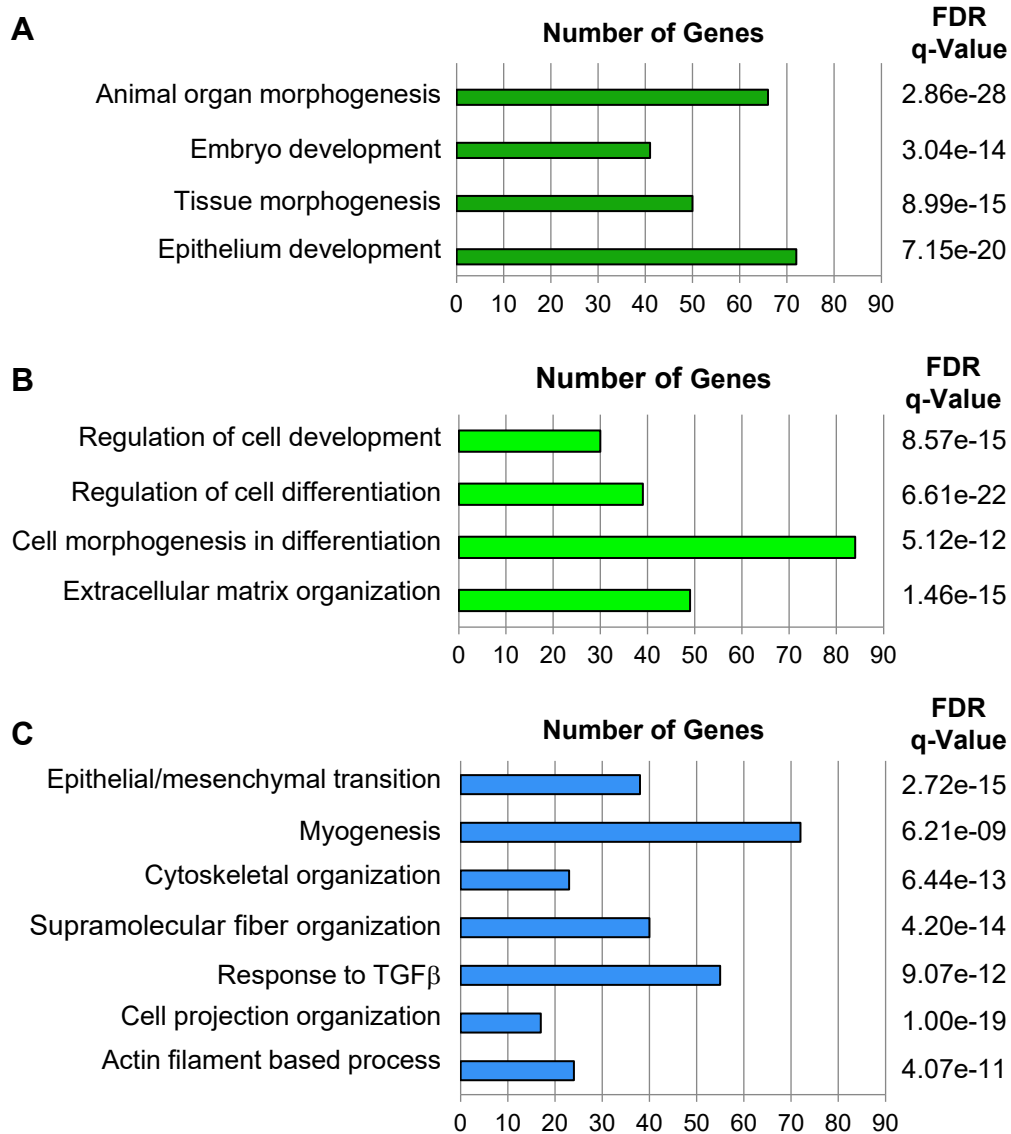 A
Number of Genes
FDR
q-Value
Animal organ morphogenesis 2.86e-28
Embryo development 3.04e-14
Tissue morphogenesis 8.99e-15
Epithelium development 7.15e-20
0 10 20 30 40 50 60 70 80 90
B
Number of Genes
FDR
q-Value
Regulation of cell development 8.57e-15
Regulation of cell differentiation 6.61e-22
Cell morphogenesis in differentiation 5.12e-12
Extracellular matrix organization 1.46e-15
0 10 20 30 40 50 60 70 80 90
C
Number of Genes
FDR
q-Value
Epithelial/mesenchymal transition 2.72e-15
Myogenesis 6.21e-09
Cytoskeletal organization 6.44e-13
Supramolecular fiber organization 4.20e-14
Response to TGFβ 9.07e-12
Cell projection organization 1.00e-19
Actin filament based process 4.07e-11
0 10 20 30 40 50 60 70 80 90